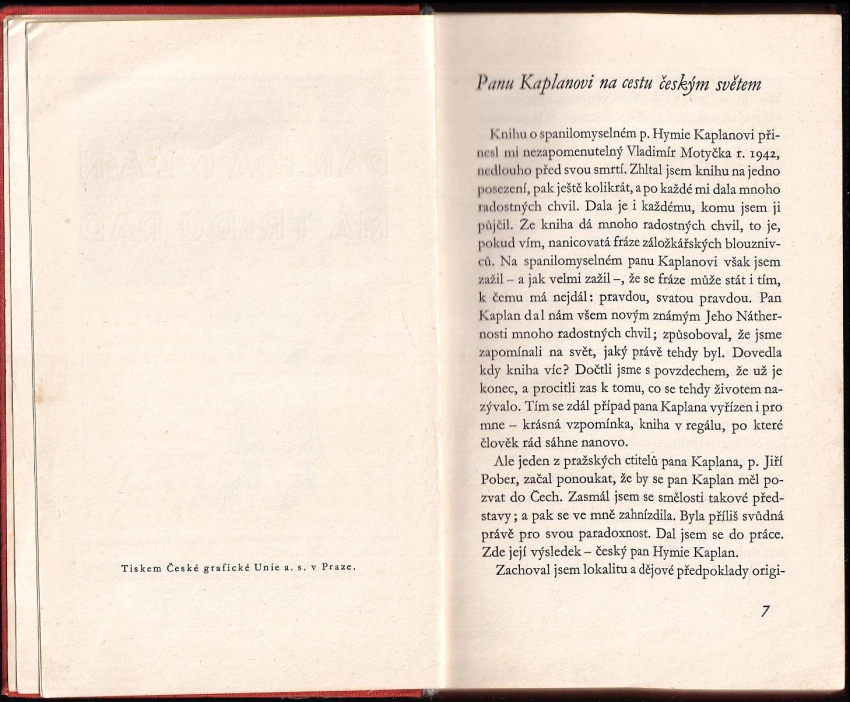 Tiskem České grafické Unie a. s. v Praze.
Panu Kaplanovi na cestu českým světem
Knihu o spanilomyselném p. Hymie Kaplanovi při-
nesl mi nezapomenutelný Vladimír Motyčka r. 1942,
nedlouho před svou smrtí. Zhltal jsem knihu na jedno
posezení, pak ještě kolikrát, a po každé mi dala mnoho
radostných chvil. Dala je i každému, komu jsem ji
půjčil. Že kniha dá mnoho radostných chvil, to je,
pokud vím, nanicovatá fráze záložkářských blouzniv-
ců. Na spanilomyselném panu Kaplanovi však jsem
zažil – a jak velmi zažil –, že se fráze může stát i tím,
k čemu má nejdál: pravdou, svatou pravdou. Pan
Kaplan dal nám všem novým známým Jeho Náther-
nosti mnoho radostných chvil; způsoboval, že jsme
zapomínali na svět, jaký právě tehdy byl. Dovedla
kdy kniha víc? Dočtli jsme s povzdechem, že už je
konec, a procitli zas k tomu, co se tehdy životem na-
zývalo. Tím se zdál případ pana Kaplana vyřízen i pro
mne – krásná vzpomínka, kniha v regálu, po které
člověk rád sáhne nanovo.
Ale jeden z pražských ctitelů pana Kaplana, p. Jiří
Pober, začal ponoukat, že by se pan Kaplan měl po-
zvat do Čech. Zasmál jsem se smělosti takové před-
stavy; a pak se ve mně zahnízdila. Byla příliš svůdná
právě pro svou paradoxnost. Dal jsem se do práce.
Zde její výsledek – český pan Hymie Kaplan.
Zachoval jsem lokalitu a dějové předpoklady origi-
7